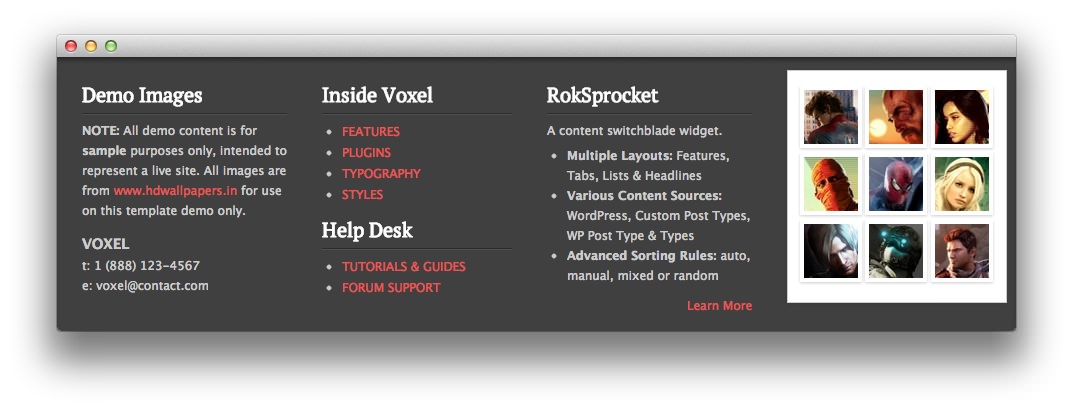 Demo Images
NOTE: All demo content is for
sample purposes only, intended to
represent a live site. All images are
from www.hdwallpapers.in for use
on this template demo only.
VOXEL
t: 1 (888) 123-4567
e: voxel@contact.com
Inside Voxel
FEATURES
PLUGINS
TYPOGRAPHY
STYLES
Help Desk
TUTORIALS & GUIDES
FORUM SUPPORT
RokSprocket
A content switchblade widget.
Multiple Layouts: Features,
Tabs, Lists & Headlines
Various Content Sources:
WordPress, Custom Post Types,
WP Post Type & Types
Advanced Sorting Rules: auto,
manual, mixed or random
Learn More